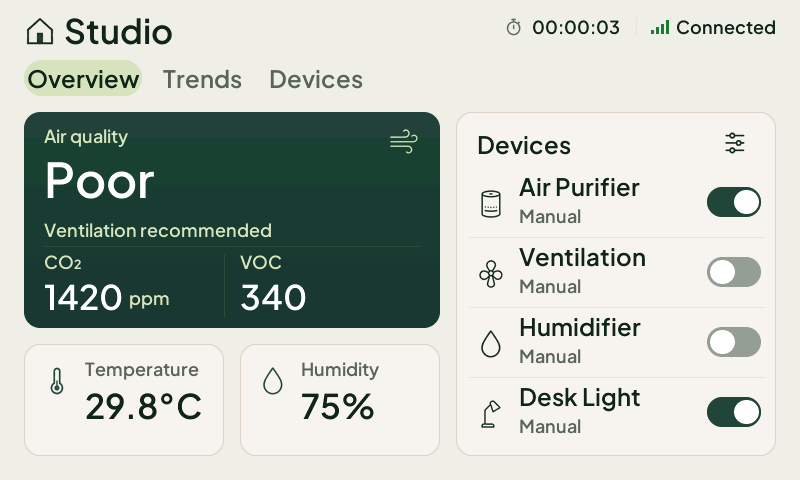 Studio
00:00:03
Connected
Overview
Trends
Devices
Air quality
Poor
Ventilation recommended
CO₂
1420 ppm
VOC
340
Temperature
29.8°C
Humidity
75%
Devices
Air Purifier
Manual
Ventilation
Manual
Humidifier
Manual
Desk Light
Manual